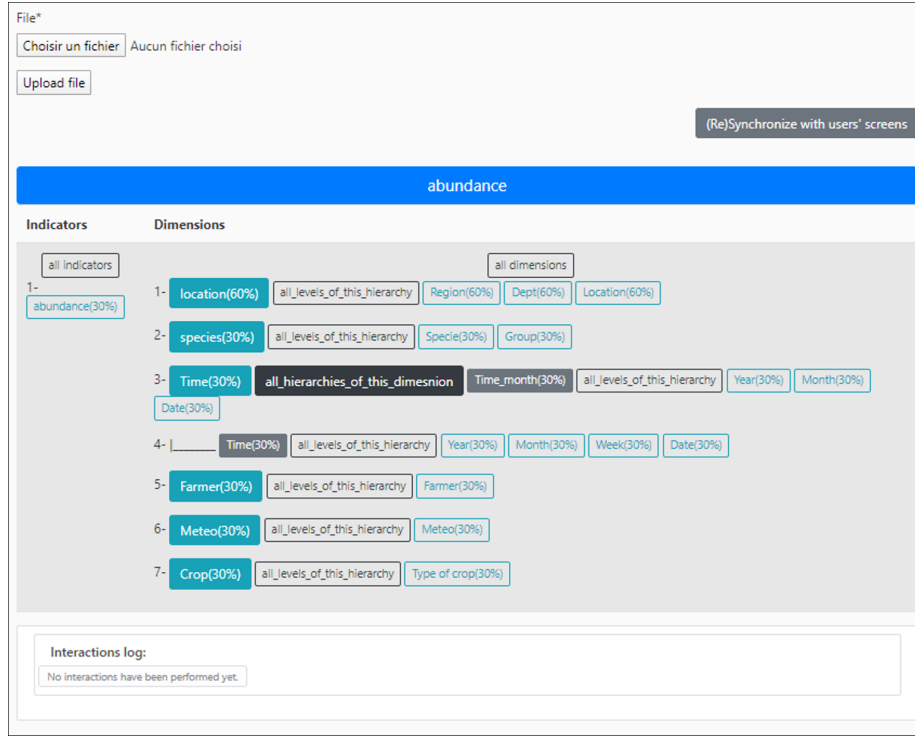 File*
Choisir un fichier Aucun fichier choisi
Upload file
(Re)Synchronize with users' screens
abundance
Indicators Dimensions
all indicators all dimensions
1- abundance(30%)
1- location(60%) all_levels_of_this_hierarchy Region(60%) Dept(60%) Location(60%)
2- species(30%) all_levels_of_this_hierarchy Specie(30%) Group(30%)
3- Time(30%) all_hierarchies_of_this_dimesnion Time_month(30%) all_levels_of_this_hierarchy Year(30%) Month(30%)
Date(30%)
4- |_______ Time(30%) all_levels_of_this_hierarchy Year(30%) Month(30%) Week(30%) Date(30%)
5- Farmer(30%) all_levels_of_this_hierarchy Farmer(30%)
6- Meteo(30%) all_levels_of_this_hierarchy Meteo(30%)
7- Crop(30%) all_levels_of_this_hierarchy Type of crop(30%)
Interactions log:
No interactions have been performed yet.